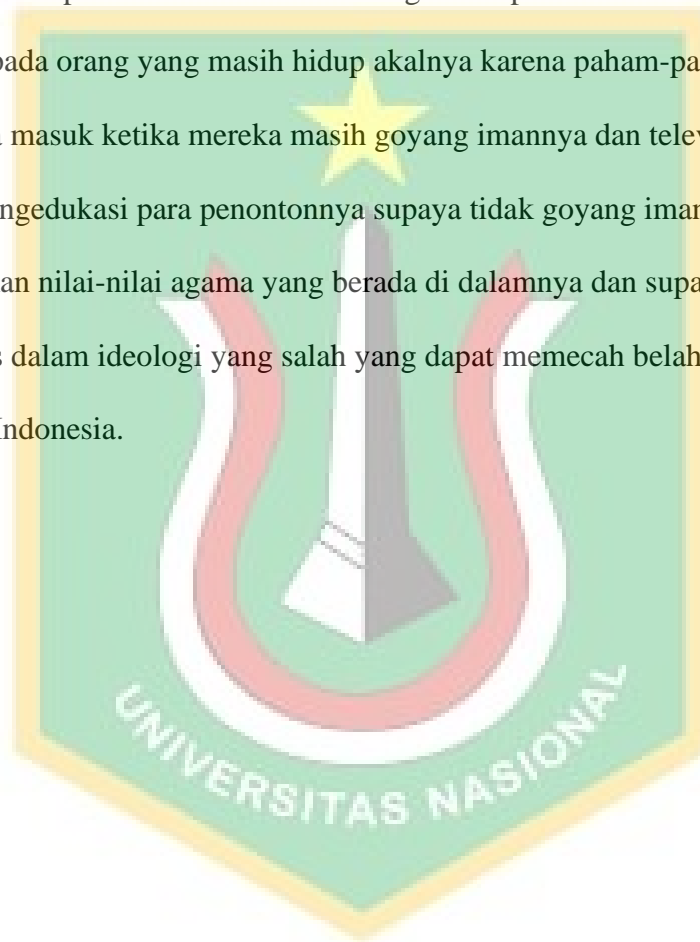 pada orang yang masih hidup akalnya karena paham-pa
masuk ketika mereka masih goyang imannya dan telev
ngedukasi para penontonnya supaya tidak goyang iman
an nilai-nilai agama yang berada di dalamnya dan supa
s dalam ideologi yang salah yang dapat memecah belah
Indonesia.
UNIVERSITAS NASIONAL